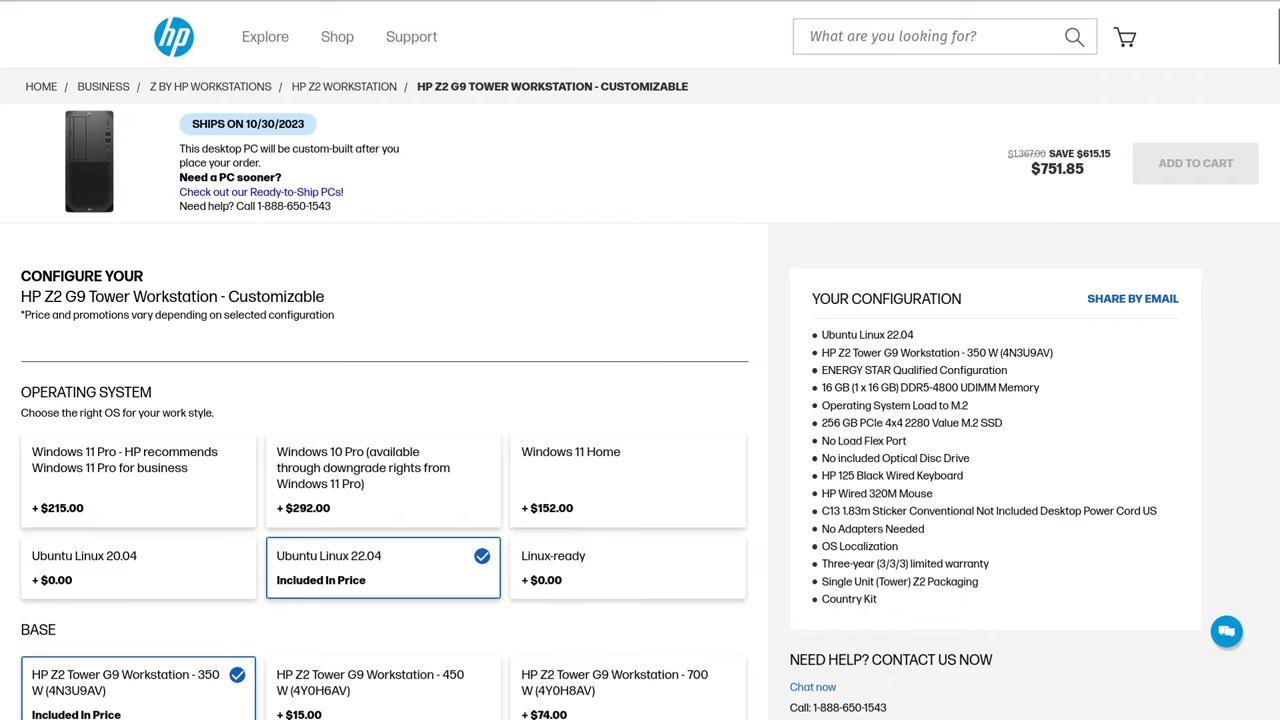 hp
Explore
Shop
Support
What are you looking for?
HOME / BUSINESS / Z BY HP WORKSTATIONS / HP Z2 WORKSTATION / HP Z2 G9 TOWER WORKSTATION - CUSTOMIZABLE
SHIPS ON 10/30/2023
This desktop PC will be custom-built after you
place your order.
Need a PC sooner?
Check out our Ready-to-Ship PCs!
Need help? Call 1-888-650-1543
$1,367.00 SAVE $615.15
$751.85
ADD TO CART
CONFIGURE YOUR
HP Z2 G9 Tower Workstation - Customizable
*Price and promotions vary depending on selected configuration
OPERATING SYSTEM
Choose the right OS for your work style.
Windows 11 Pro - HP recommends
Windows 11 Pro for business
+ $215.00
Windows 10 Pro (available
through downgrade rights from
Windows 11 Pro)
+ $292.00
Windows 11 Home
+ $152.00
Ubuntu Linux 20.04
+ $0.00
Ubuntu Linux 22.04
Included In Price
Linux-ready
+ $0.00
BASE
HP Z2 Tower G9 Workstation - 350
W (4N3U9AV)
Included In Price
HP Z2 Tower G9 Workstation - 450
W (4Y0H6AV)
+ $15.00
HP Z2 Tower G9 Workstation - 700
W (4Y0H8AV)
+ $74.00
YOUR CONFIGURATION
SHARE BY EMAIL
• Ubuntu Linux 22.04
• HP Z2 Tower G9 Workstation - 350 W (4N3U9AV)
• ENERGY STAR Qualified Configuration
• 16 GB (1 x 16 GB) DDR5-4800 UDIMM Memory
• Operating System Load to M.2
• 256 GB PCIe 4x4 2280 Value M.2 SSD
• No Load Flex Port
• No included Optical Disc Drive
• HP 125 Black Wired Keyboard
• HP Wired 320M Mouse
• C13 1.83m Sticker Conventional Not Included Desktop Power Cord US
• No Adapters Needed
• OS Localization
• Three-year (3/3/3) limited warranty
• Single Unit (Tower) Z2 Packaging
• Country Kit
NEED HELP? CONTACT US NOW
Chat now
Call: 1-888-650-1543